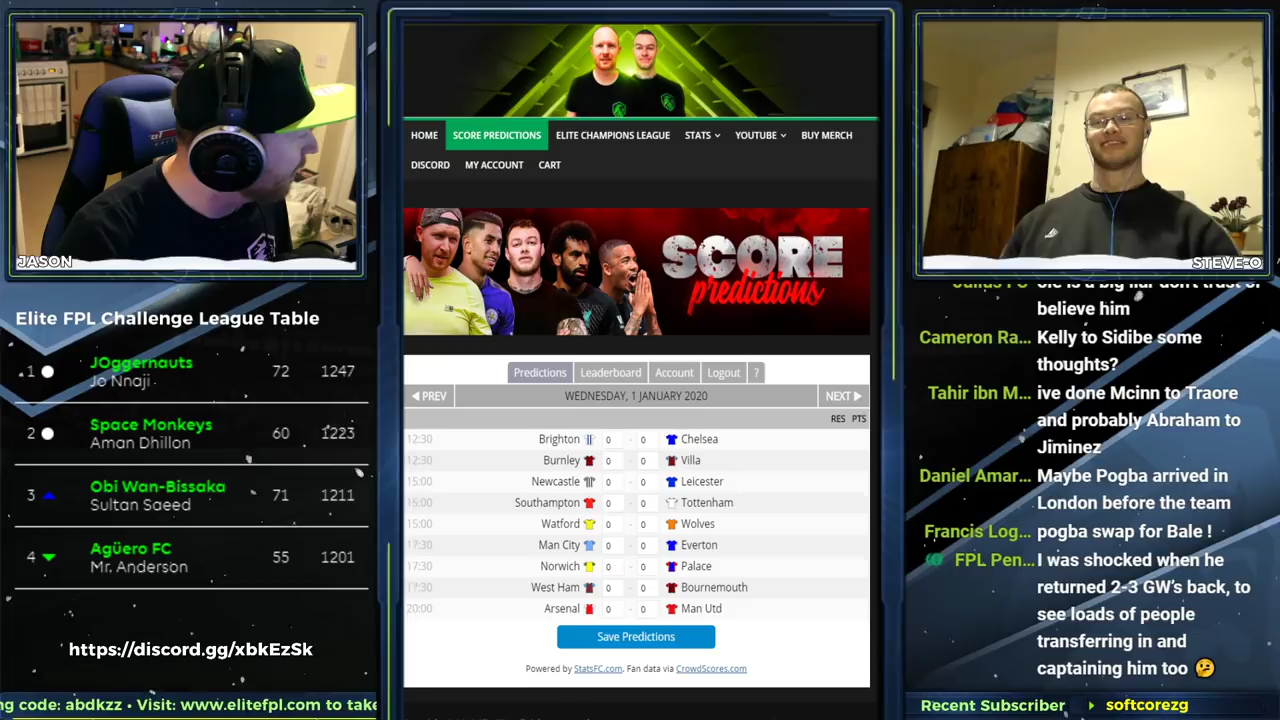 JASON
Elite FPL Challenge League Table
1 JOggernauts 72 1247
Jo Nnaji
2 Space Monkeys 60 1223
Aman Dhillon
3 Obi Wan-Bissaka 71 1211
Sultan Saeed
4 Agüero FC 55 1201
Mr. Anderson
https://discord.gg/xbkEzSk
ng code: abdkzz • Visit: www.elitefpl.com to take
HOME SCORE PREDICTIONS ELITE CHAMPIONS LEAGUE STATS YOUTUBE BUY MERCH
DISCORD MY ACCOUNT CART
SCORE
predictions
Predictions Leaderboard Account Logout ?
PREV WEDNESDAY, 1 JANUARY 2020 NEXT
RES PTS
12:30 Brighton 0 - 0 Chelsea
12:30 Burnley 0 - 0 Villa
15:00 Newcastle 0 - 0 Leicester
15:00 Southampton 0 - 0 Tottenham
15:00 Watford 0 - 0 Wolves
17:30 Man City 0 - 0 Everton
17:30 Norwich 0 - 0 Palace
17:30 West Ham 0 - 0 Bournemouth
20:00 Arsenal 0 - 0 Man Utd
Save Predictions
Powered by StatsFC.com. Fan data via CrowdScores.com
STEVE-O
believe him
Cameron Ra... Kelly to Sidibe some
thoughts?
Tahir ibn M... ive done Mcinn to Traore
and probably Abraham to
Jiminez
Daniel Amar... Maybe Pogba arrived in
London before the team
Francis Log... pogba swap for Bale !
FPL Pen... I was shocked when he
returned 2-3 GW's back, to
see loads of people
transferring in and
captaining him too 🤔
Recent Subscriber softcorezg